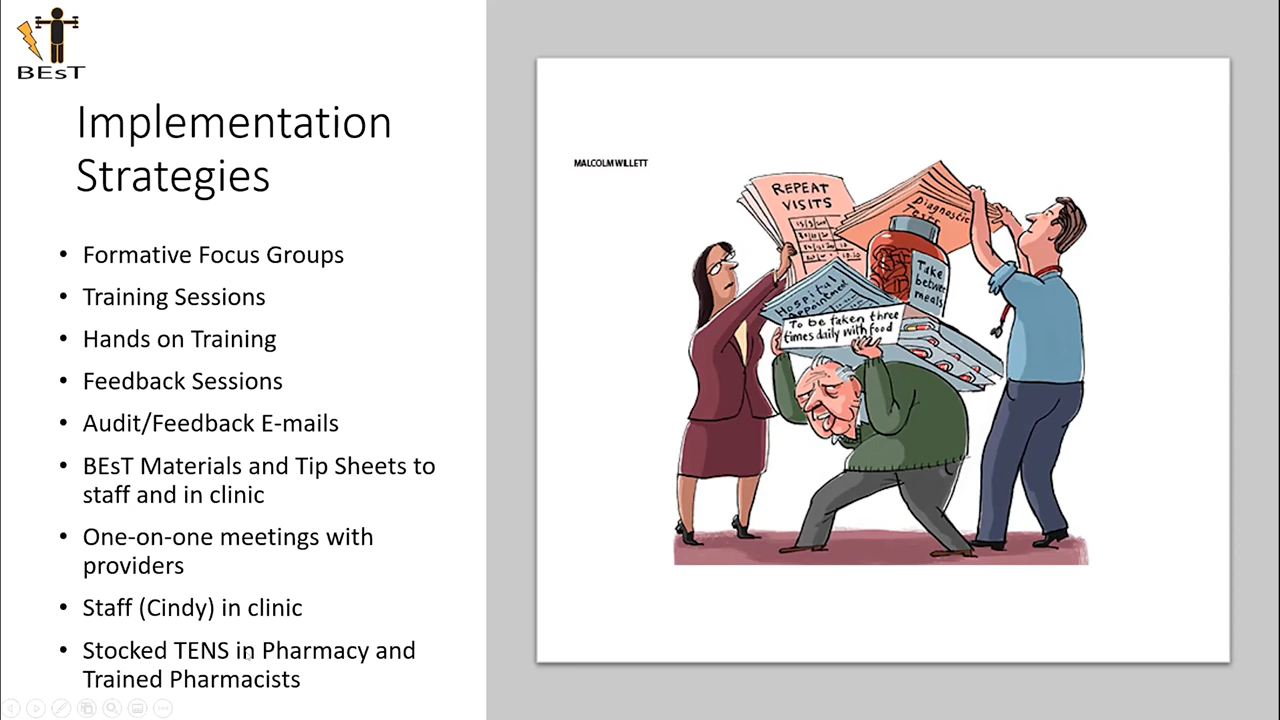 BEsT
Implementation
Strategies
• Formative Focus Groups
• Training Sessions
• Hands on Training
• Feedback Sessions
• Audit/Feedback E-mails
• BEsT Materials and Tip Sheets to
staff and in clinic
• One-on-one meetings with
providers
• Staff (Cindy) in clinic
• Stocked TENS in Pharmacy and
Trained Pharmacists
MALCOLM WILLETT
REPEAT
VISITS
Diagnostic
Tests
Take
between
meals
Hospital
Appointment
To be taken three
times daily with food